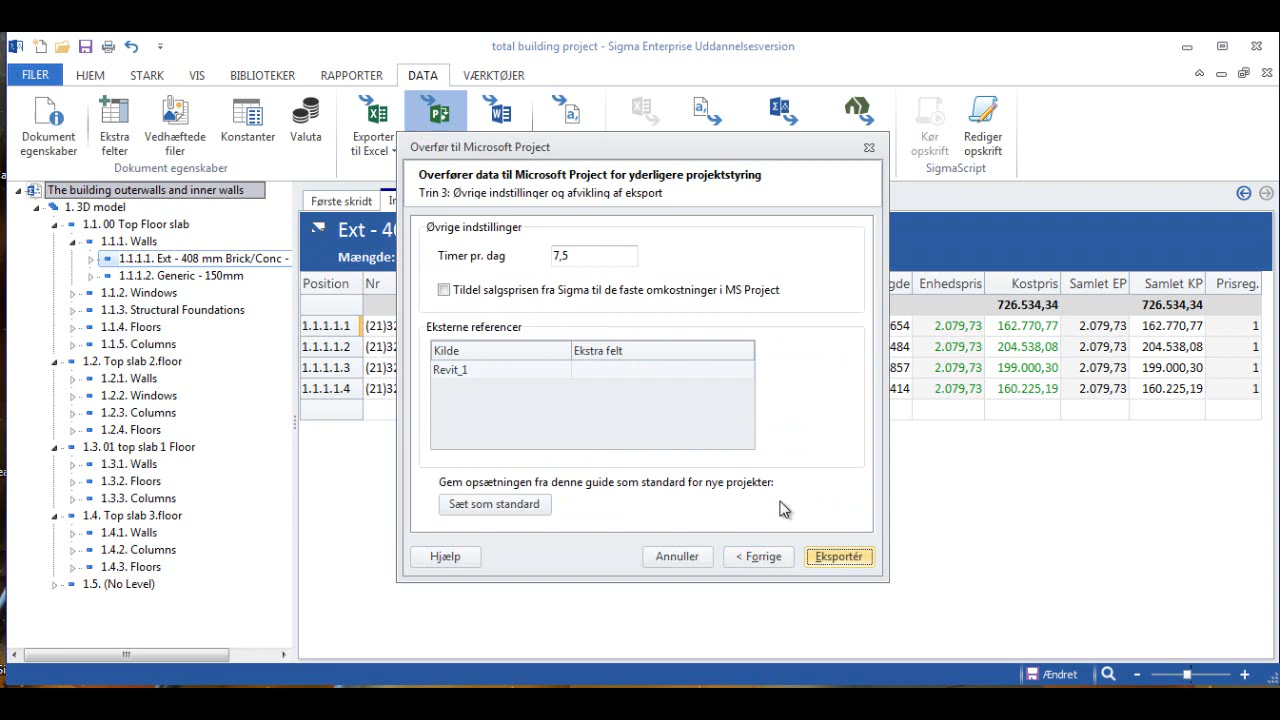 total building project - Sigma Enterprise Uddannelsesversion
FILER HJEM STARK VIS BIBLIOTEKER RAPPORTER DATA VÆRKTØJER
Dokument egenskaber
Ekstra felter
Vedhæftede filer
Konstanter
Valuta
Exporter til Excel
Kør opskrift
Rediger opskrift
Dokument egenskaber
SigmaScript
The building outerwalls and inner walls
1. 3D model
1.1. 00 Top Floor slab
1.1.1. Walls
1.1.1.1. Ext - 408 mm Brick/Conc -
1.1.1.2. Generic - 150mm
1.1.2. Windows
1.1.3. Structural Foundations
1.1.4. Floors
1.1.5. Columns
1.2. Top slab 2.floor
1.2.1. Walls
1.2.2. Windows
1.2.3. Columns
1.2.4. Floors
1.3. 01 top slab 1 Floor
1.3.1. Walls
1.3.2. Floors
1.3.3. Columns
1.4. Top slab 3.floor
1.4.1. Walls
1.4.2. Columns
1.4.3. Floors
1.5. (No Level)
Første skridt
Ext - 40
Mængde:
Position Nr
1.1.1.1.1 (21)32
1.1.1.1.2 (21)32
1.1.1.1.3 (21)32
1.1.1.1.4 (21)32
Overfør til Microsoft Project
Overfører data til Microsoft Project for yderligere projektstyring
Trin 3: Øvrige indstillinger og afvikling af eksport
Øvrige indstillinger
Timer pr. dag 7,5
Tildel salgsprisen fra Sigma til de faste omkostninger i MS Project
Eksterne referencer
Kilde Ekstra felt
Revit_1
Gem opsætningen fra denne guide som standard for nye projekter:
Sæt som standard
Hjælp Annuller < Forrige Eksportér
gde Enhedspris Kostpris Samlet EP Samlet KP Prisreg.
726.534,34 726.534,34
654 2.079,73 162.770,77 2.079,73 162.770,77 1
484 2.079,73 204.538,08 2.079,73 204.538,08 1
857 2.079,73 199.000,30 2.079,73 199.000,30 1
414 2.079,73 160.225,19 2.079,73 160.225,19 1
Ændret